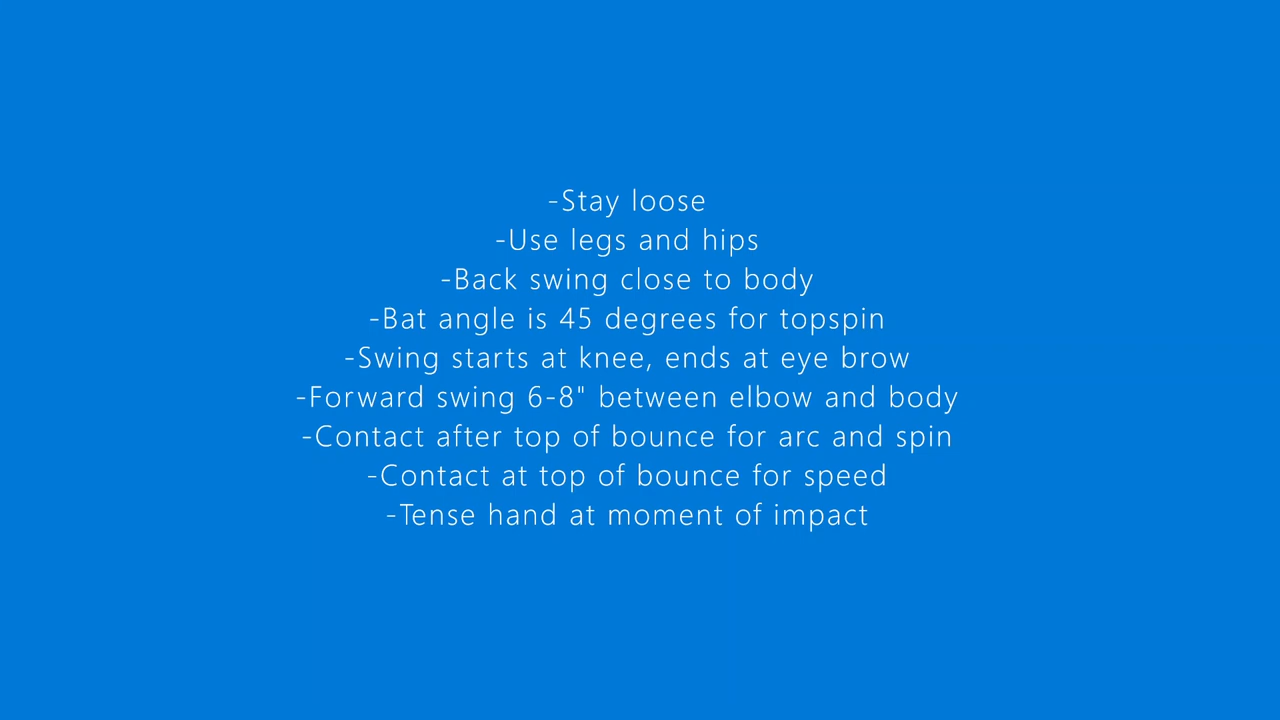 -Stay loose
-Use legs and hips
-Back swing close to body
-Bat angle is 45 degrees for topspin
-Swing starts at knee, ends at eye brow
-Forward swing 6-8" between elbow and body
-Contact after top of bounce for arc and spin
-Contact at top of bounce for speed
-Tense hand at moment of impact